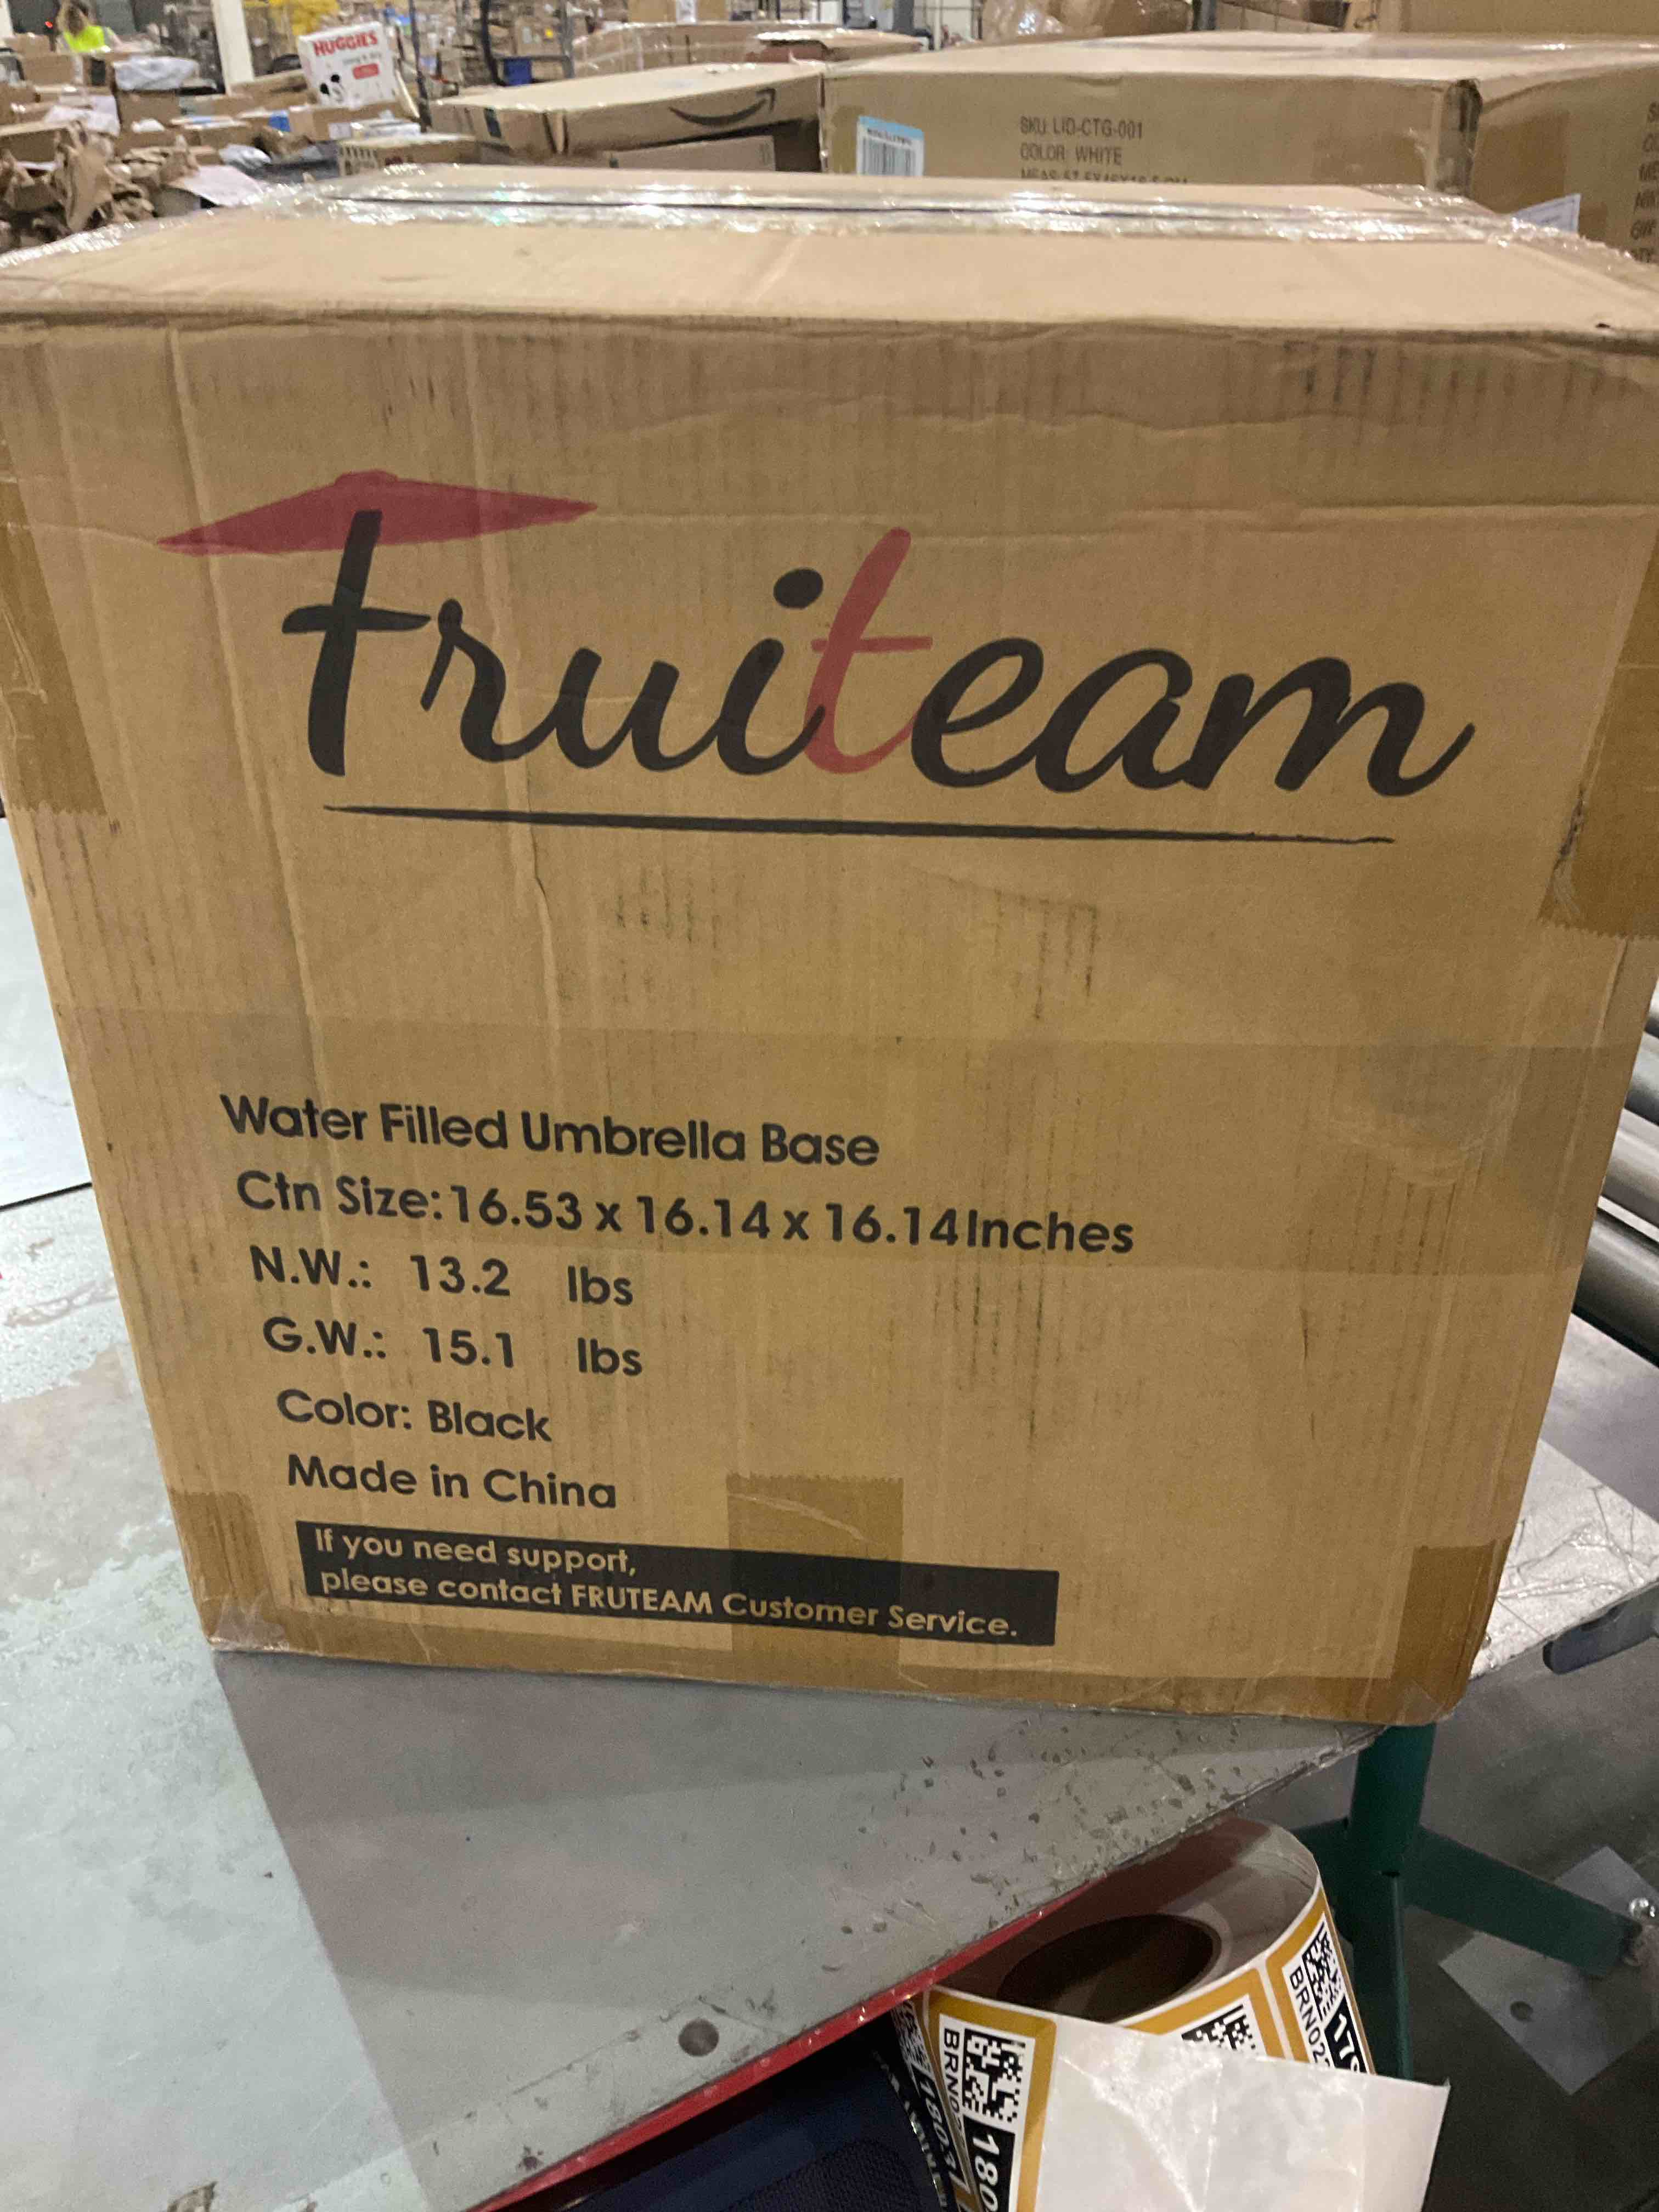 HUGGIES
SKU: LID-CTG-001
COLOR: WHITE
Fruiteam
Water Filled Umbrella Base
Ctn Size:16.53 x 16.14 x 16.14Inches
N.W.: 13.2 lbs
G.W.: 15.1 lbs
Color: Black
Made in China
If you need support,
please contact FRUTEAM Customer Service.